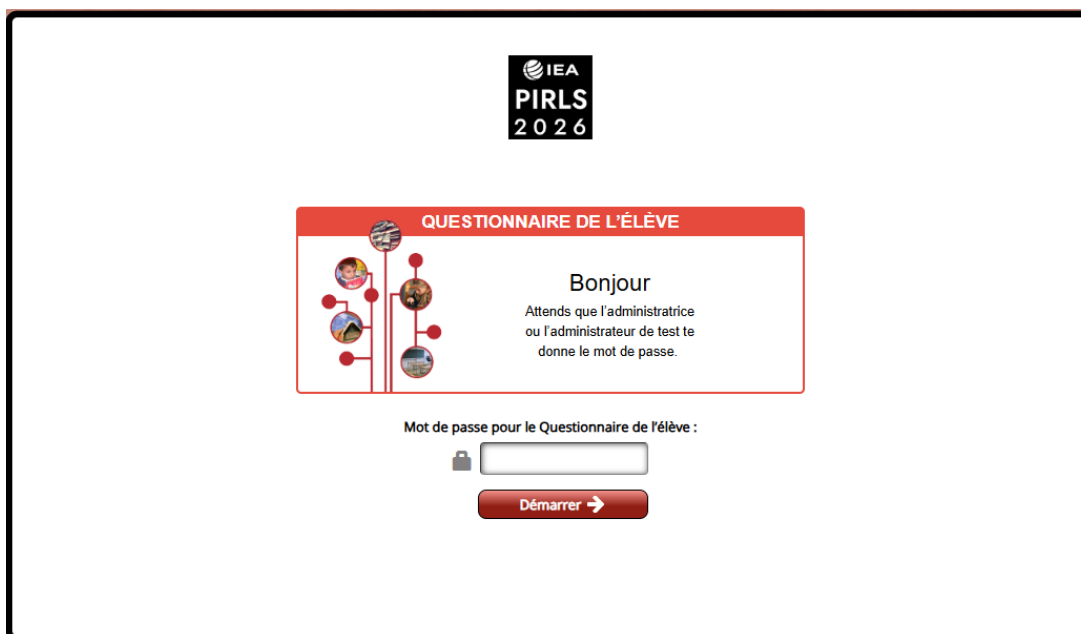 IEA
PIRLS
2026
QUESTIONNAIRE DE L’ÉLÈVE
Bonjour
Attends que l’administratrice
ou l’administrateur de test te
donne le mot de passe.
Mot de passe pour le Questionnaire de l’élève :
Démarrer